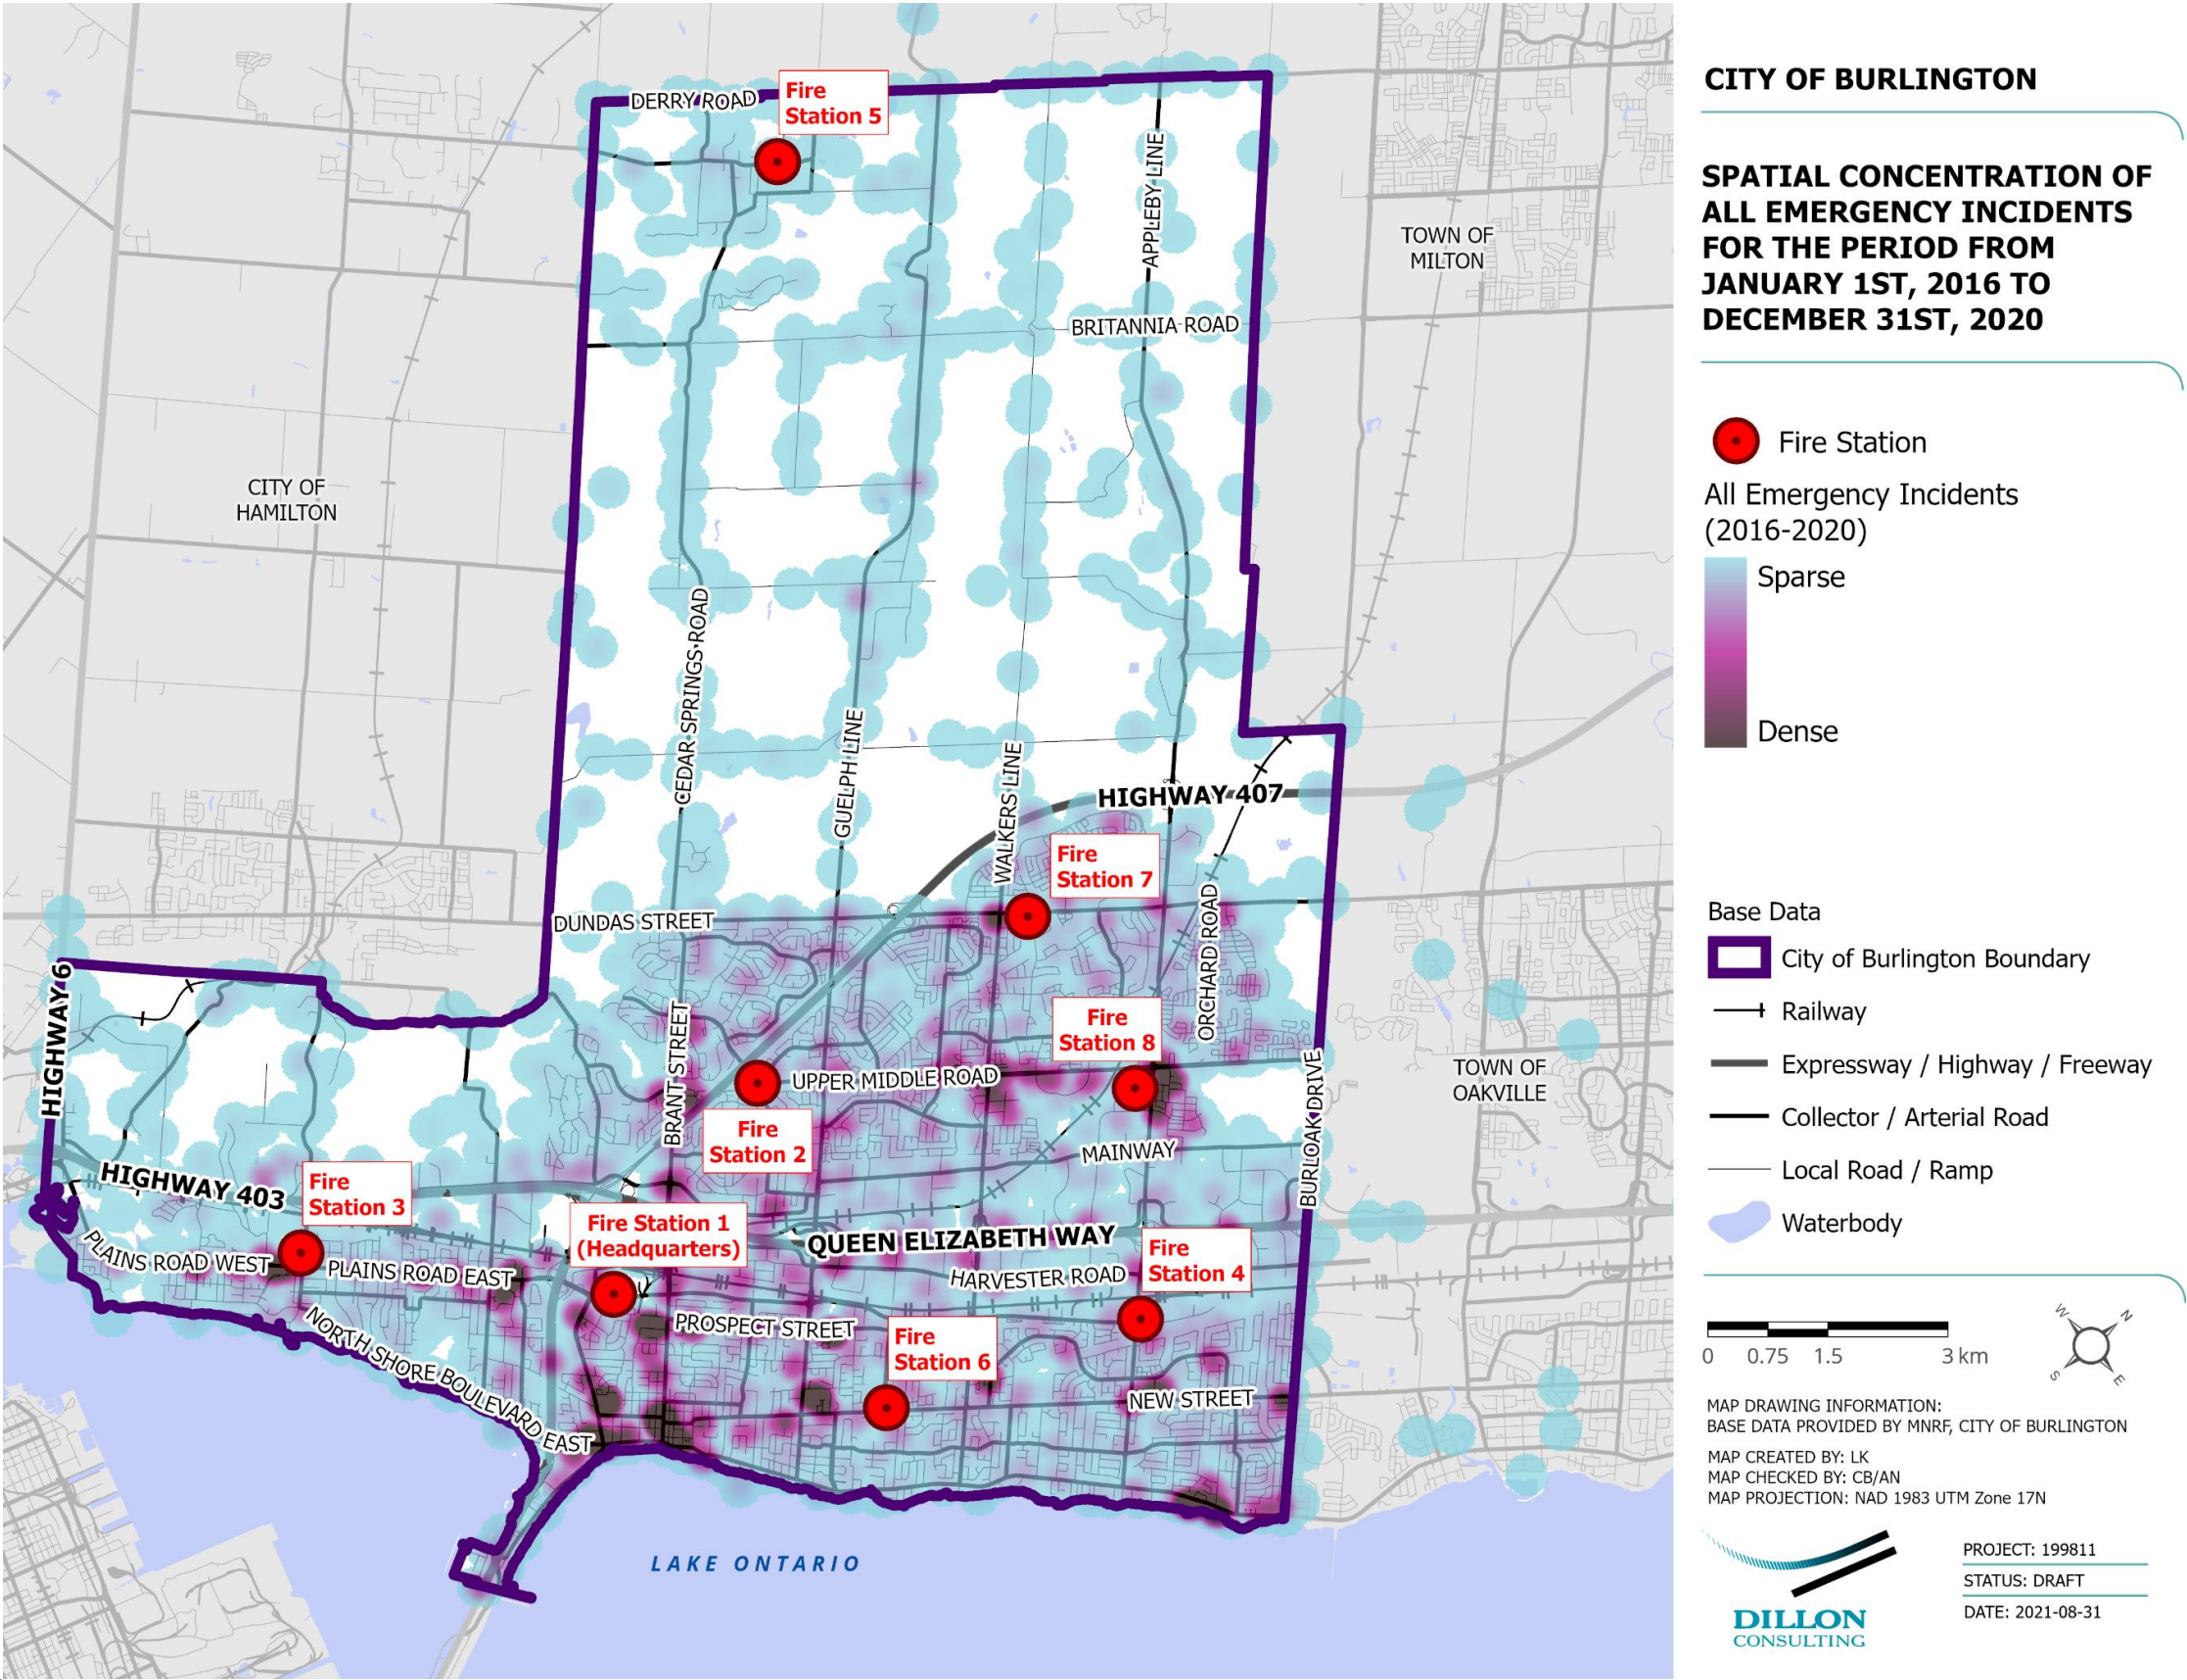 CITY OF BURLINGTON
SPATIAL CONCENTRATION OF
ALL EMERGENCY INCIDENTS
FOR THE PERIOD FROM
JANUARY 1ST, 2016 TO
DECEMBER 31ST, 2020
Fire Station
All Emergency Incidents
(2016-2020)
Sparse
Dense
Base Data
City of Burlington Boundary
Railway
Expressway / Highway / Freeway
Collector / Arterial Road
Local Road / Ramp
Waterbody
0 0.75 1.5 3 km
W N
S E
MAP DRAWING INFORMATION:
BASE DATA PROVIDED BY MNRF, CITY OF BURLINGTON
MAP CREATED BY: LK
MAP CHECKED BY: CB/AN
MAP PROJECTION: NAD 1983 UTM Zone 17N
DILLON
CONSULTING
PROJECT: 199811
STATUS: DRAFT
DATE: 2021-08-31
DERRY ROAD
Fire
Station 5
APPLEBY LINE
TOWN OF
MILTON
BRITANNIA ROAD
CITY OF
HAMILTON
CEDAR SPRINGS ROAD
GUELPH LINE
WALKERS LINE
HIGHWAY 407
Fire
Station 7
DUNDAS STREET
ORCHARD ROAD
HIGHWAY 6
BRANT STREET
Fire
Station 8
UPPER MIDDLE ROAD
TOWN OF
OAKVILLE
BURLOAK DRIVE
Fire
Station 2
MAINWAY
HIGHWAY 403
Fire
Station 3
Fire Station 1
(Headquarters)
QUEEN ELIZABETH WAY
Fire
Station 4
PLAINS ROAD WEST
PLAINS ROAD EAST
HARVESTER ROAD
PROSPECT STREET
Fire
Station 6
NORTH SHORE BOULEVARD EAST
NEW STREET
LAKE ONTARIO